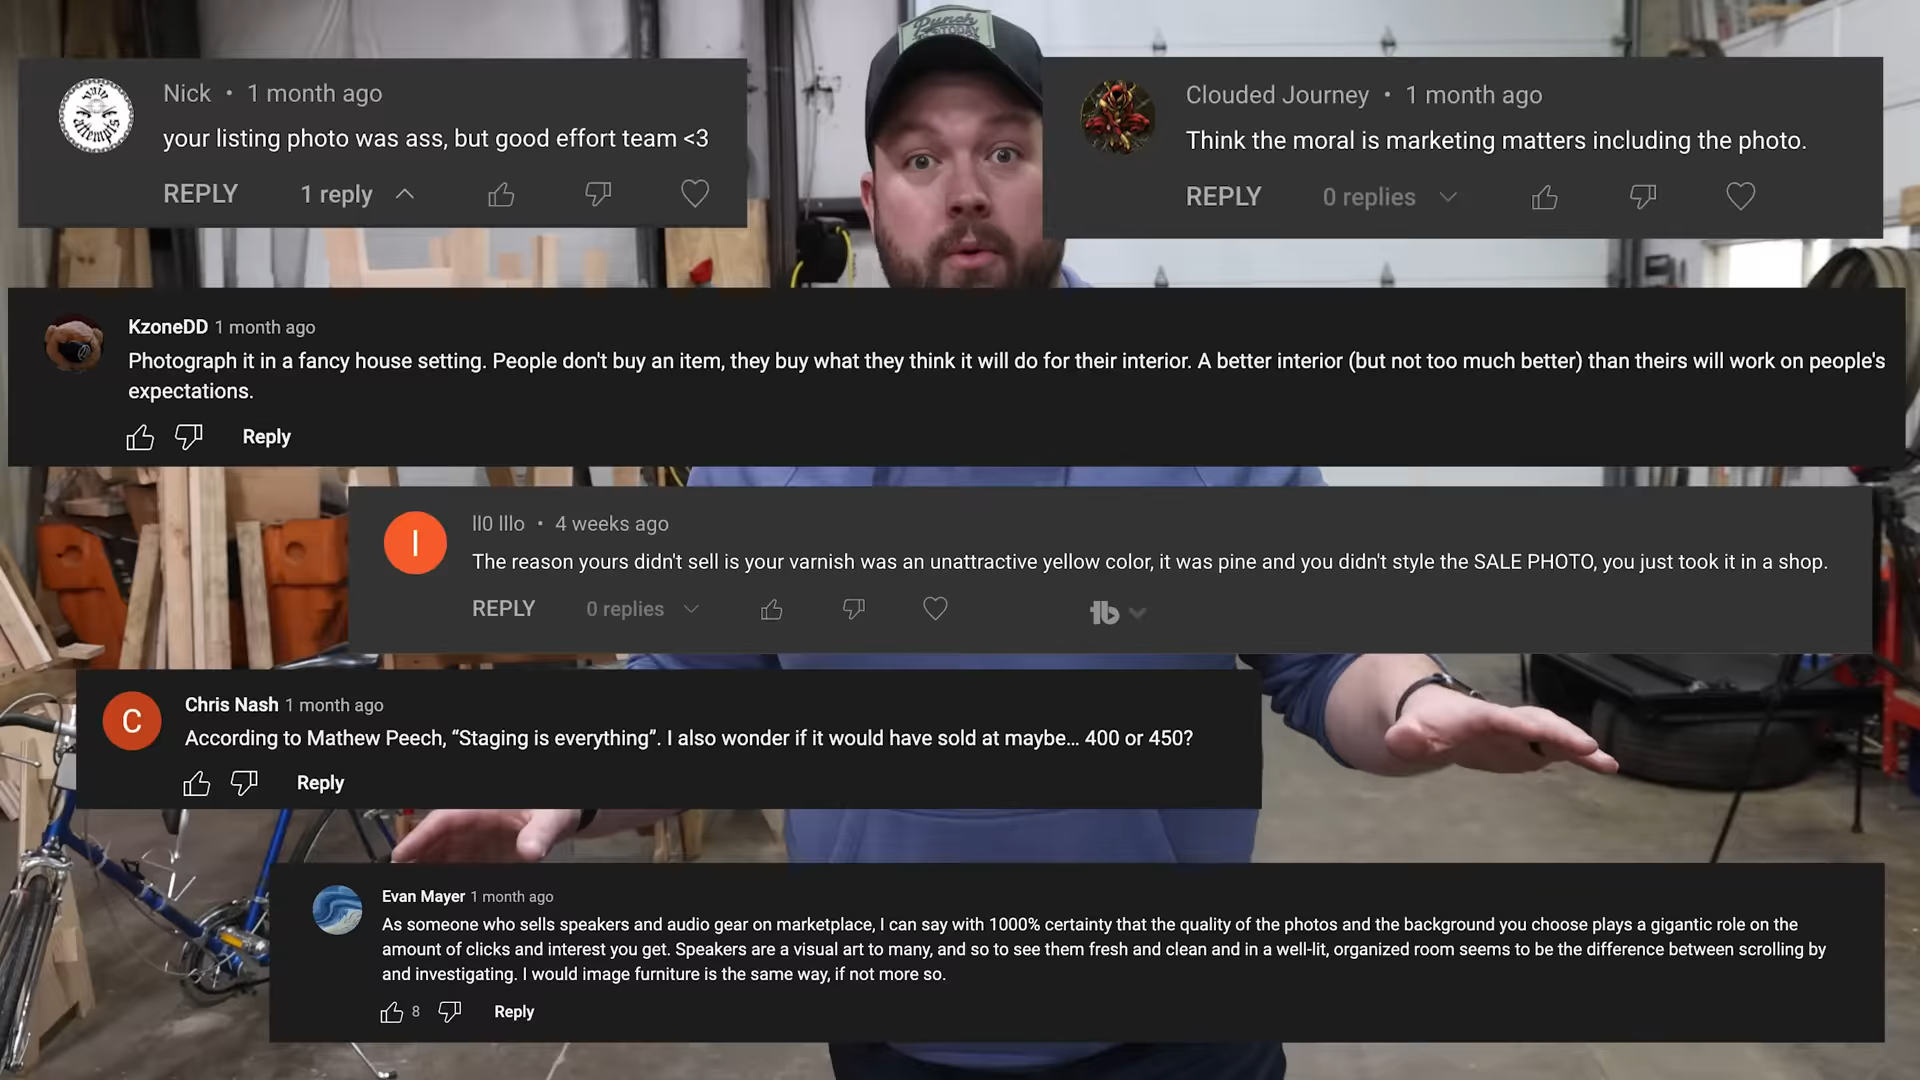 Punch
TODAY
Nick • 1 month ago
your listing photo was ass, but good effort team <3
REPLY 1 reply
Clouded Journey • 1 month ago
Think the moral is marketing matters including the photo.
REPLY 0 replies
KzoneDD 1 month ago
Photograph it in a fancy house setting. People don't buy an item, they buy what they think it will do for their interior. A better interior (but not too much better) than theirs will work on people's
expectations.
Reply
I
ll0 lllo • 4 weeks ago
The reason yours didn't sell is your varnish was an unattractive yellow color, it was pine and you didn't style the SALE PHOTO, you just took it in a shop.
REPLY 0 replies
tb
C
Chris Nash 1 month ago
According to Mathew Peech, “Staging is everything”. I also wonder if it would have sold at maybe... 400 or 450?
Reply
Evan Mayer 1 month ago
As someone who sells speakers and audio gear on marketplace, I can say with 1000% certainty that the quality of the photos and the background you choose plays a gigantic role on the
amount of clicks and interest you get. Speakers are a visual art to many, and so to see them fresh and clean and in a well-lit, organized room seems to be the difference between scrolling by
and investigating. I would image furniture is the same way, if not more so.
8 Reply